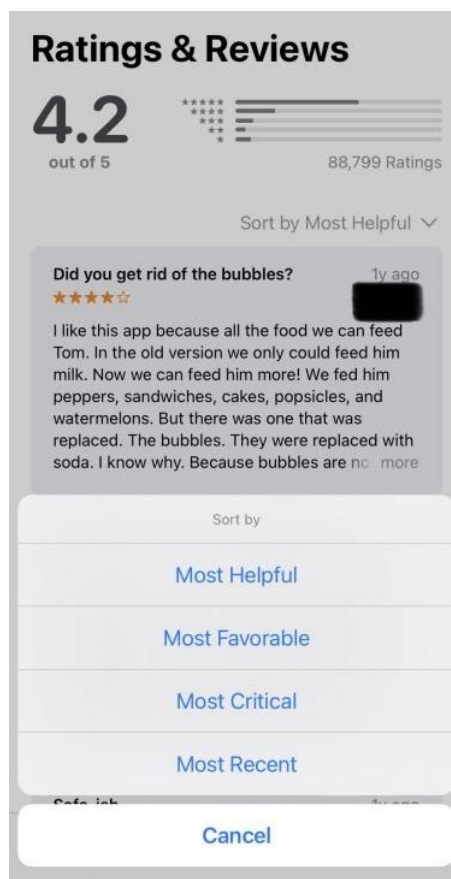 Ratings & Reviews
4.2
out of 5
★★★★★
★★★★
★★★
★★
★
88,799 Ratings
Sort by Most Helpful
Did you get rid of the bubbles?
1y ago
★★★★☆
I like this app because all the food we can feed
Tom. In the old version we only could feed him
milk. Now we can feed him more! We fed him
peppers, sandwiches, cakes, popsicles, and
watermelons. But there was one that was
replaced. The bubbles. They were replaced with
soda. I know why. Because bubbles are more
Sort by
Most Helpful
Most Favorable
Most Critical
Most Recent
1y ago
Cancel